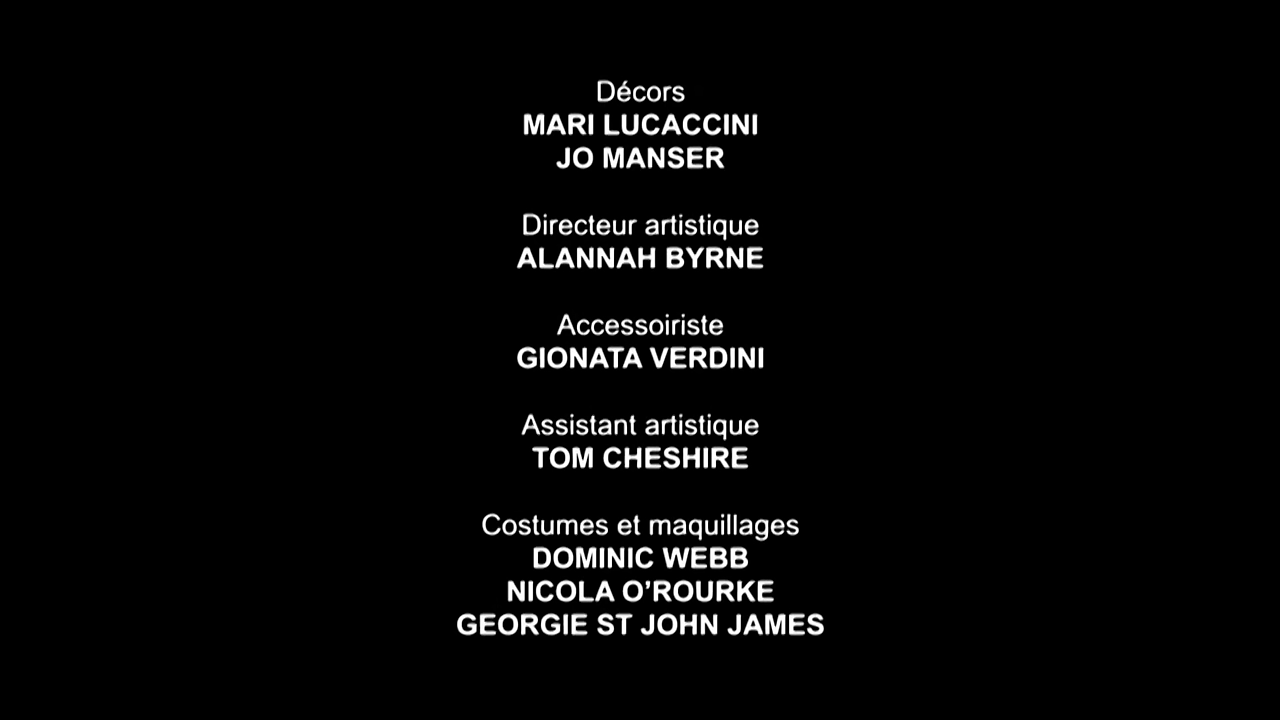 Décors
MARI LUCACCINI
JO MANSER
Directeur artistique
ALANNAH BYRNE
Accessoiriste
GIONATA VERDINI
Assistant artistique
TOM CHESHIRE
Costumes et maquillages
DOMINIC WEBB
NICOLA O’ROURKE
GEORGIE ST JOHN JAMES